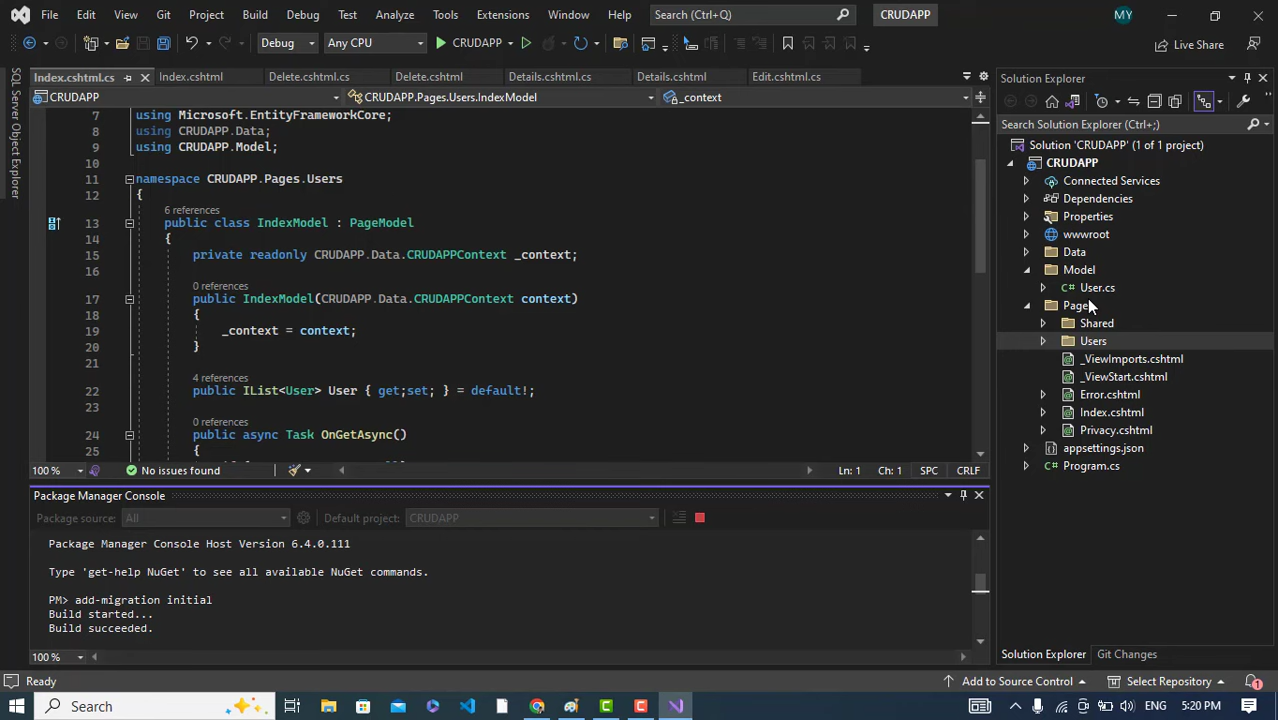 File Edit View Git Project Build Debug Test Analyze Tools Extensions Window Help Search (Ctrl+Q) CRUDAPP MY
Debug Any CPU CRUDAPP Live Share
Index.cshtml.cs Index.cshtml Delete.cshtml.cs Delete.cshtml Details.cshtml.cs Details.cshtml Edit.cshtml.cs
CRUDAPP CRUDAPP.Pages.Users.IndexModel _context
SQL Server Object Explorer
7 using Microsoft.EntityFrameworkCore;
8 using CRUDAPP.Data;
9 using CRUDAPP.Model;
10
11 namespace CRUDAPP.Pages.Users
12 {
6 references
13 public class IndexModel : PageModel
14 {
15 private readonly CRUDAPP.Data.CRUDAPPContext _context;
16
0 references
17 public IndexModel(CRUDAPP.Data.CRUDAPPContext context)
18 {
19 _context = context;
20 }
21
4 references
22 public IList<User> User { get;set; } = default!;
23
0 references
24 public async Task OnGetAsync()
25 {
100 % No issues found Ln: 1 Ch: 1 SPC CRLF
Package Manager Console
Package source: All Default project: CRUDAPP
Package Manager Console Host Version 6.4.0.111
Type 'get-help NuGet' to see all available NuGet commands.
PM> add-migration initial
Build started...
Build succeeded.
100 %
Solution Explorer
Search Solution Explorer (Ctrl+;)
Solution 'CRUDAPP' (1 of 1 project)
CRUDAPP
Connected Services
Dependencies
Properties
wwwroot
Data
Model
C# User.cs
Pages
Shared
Users
_ViewImports.cshtml
_ViewStart.cshtml
Error.cshtml
Index.cshtml
Privacy.cshtml
appsettings.json
C# Program.cs
Solution Explorer Git Changes
Ready Add to Source Control Select Repository 1
Search ENG 5:20 PM